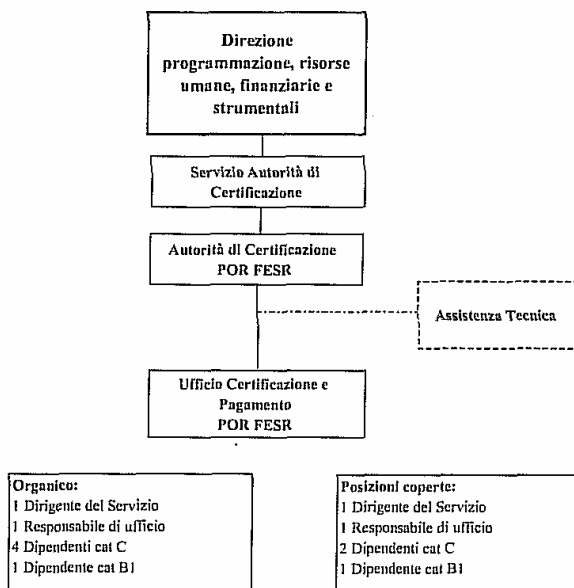 Direzione
programmazione, risorse
umane, finanziarie e
strumentali
Servizio Autorità di
Certificazione
Autorità di Certificazione
POR FESR
Assistenza Tecnica
Ufficio Certificazione e
Pagamento
POR FESR
Organico:
1 Dirigente del Servizio
1 Responsabile di ufficio
4 Dipendenti cat C
1 Dipendente cat B1
Posizioni coperte:
1 Dirigente del Servizio
1 Responsabile di ufficio
2 Dipendenti cat C
1 Dipendente cat B1